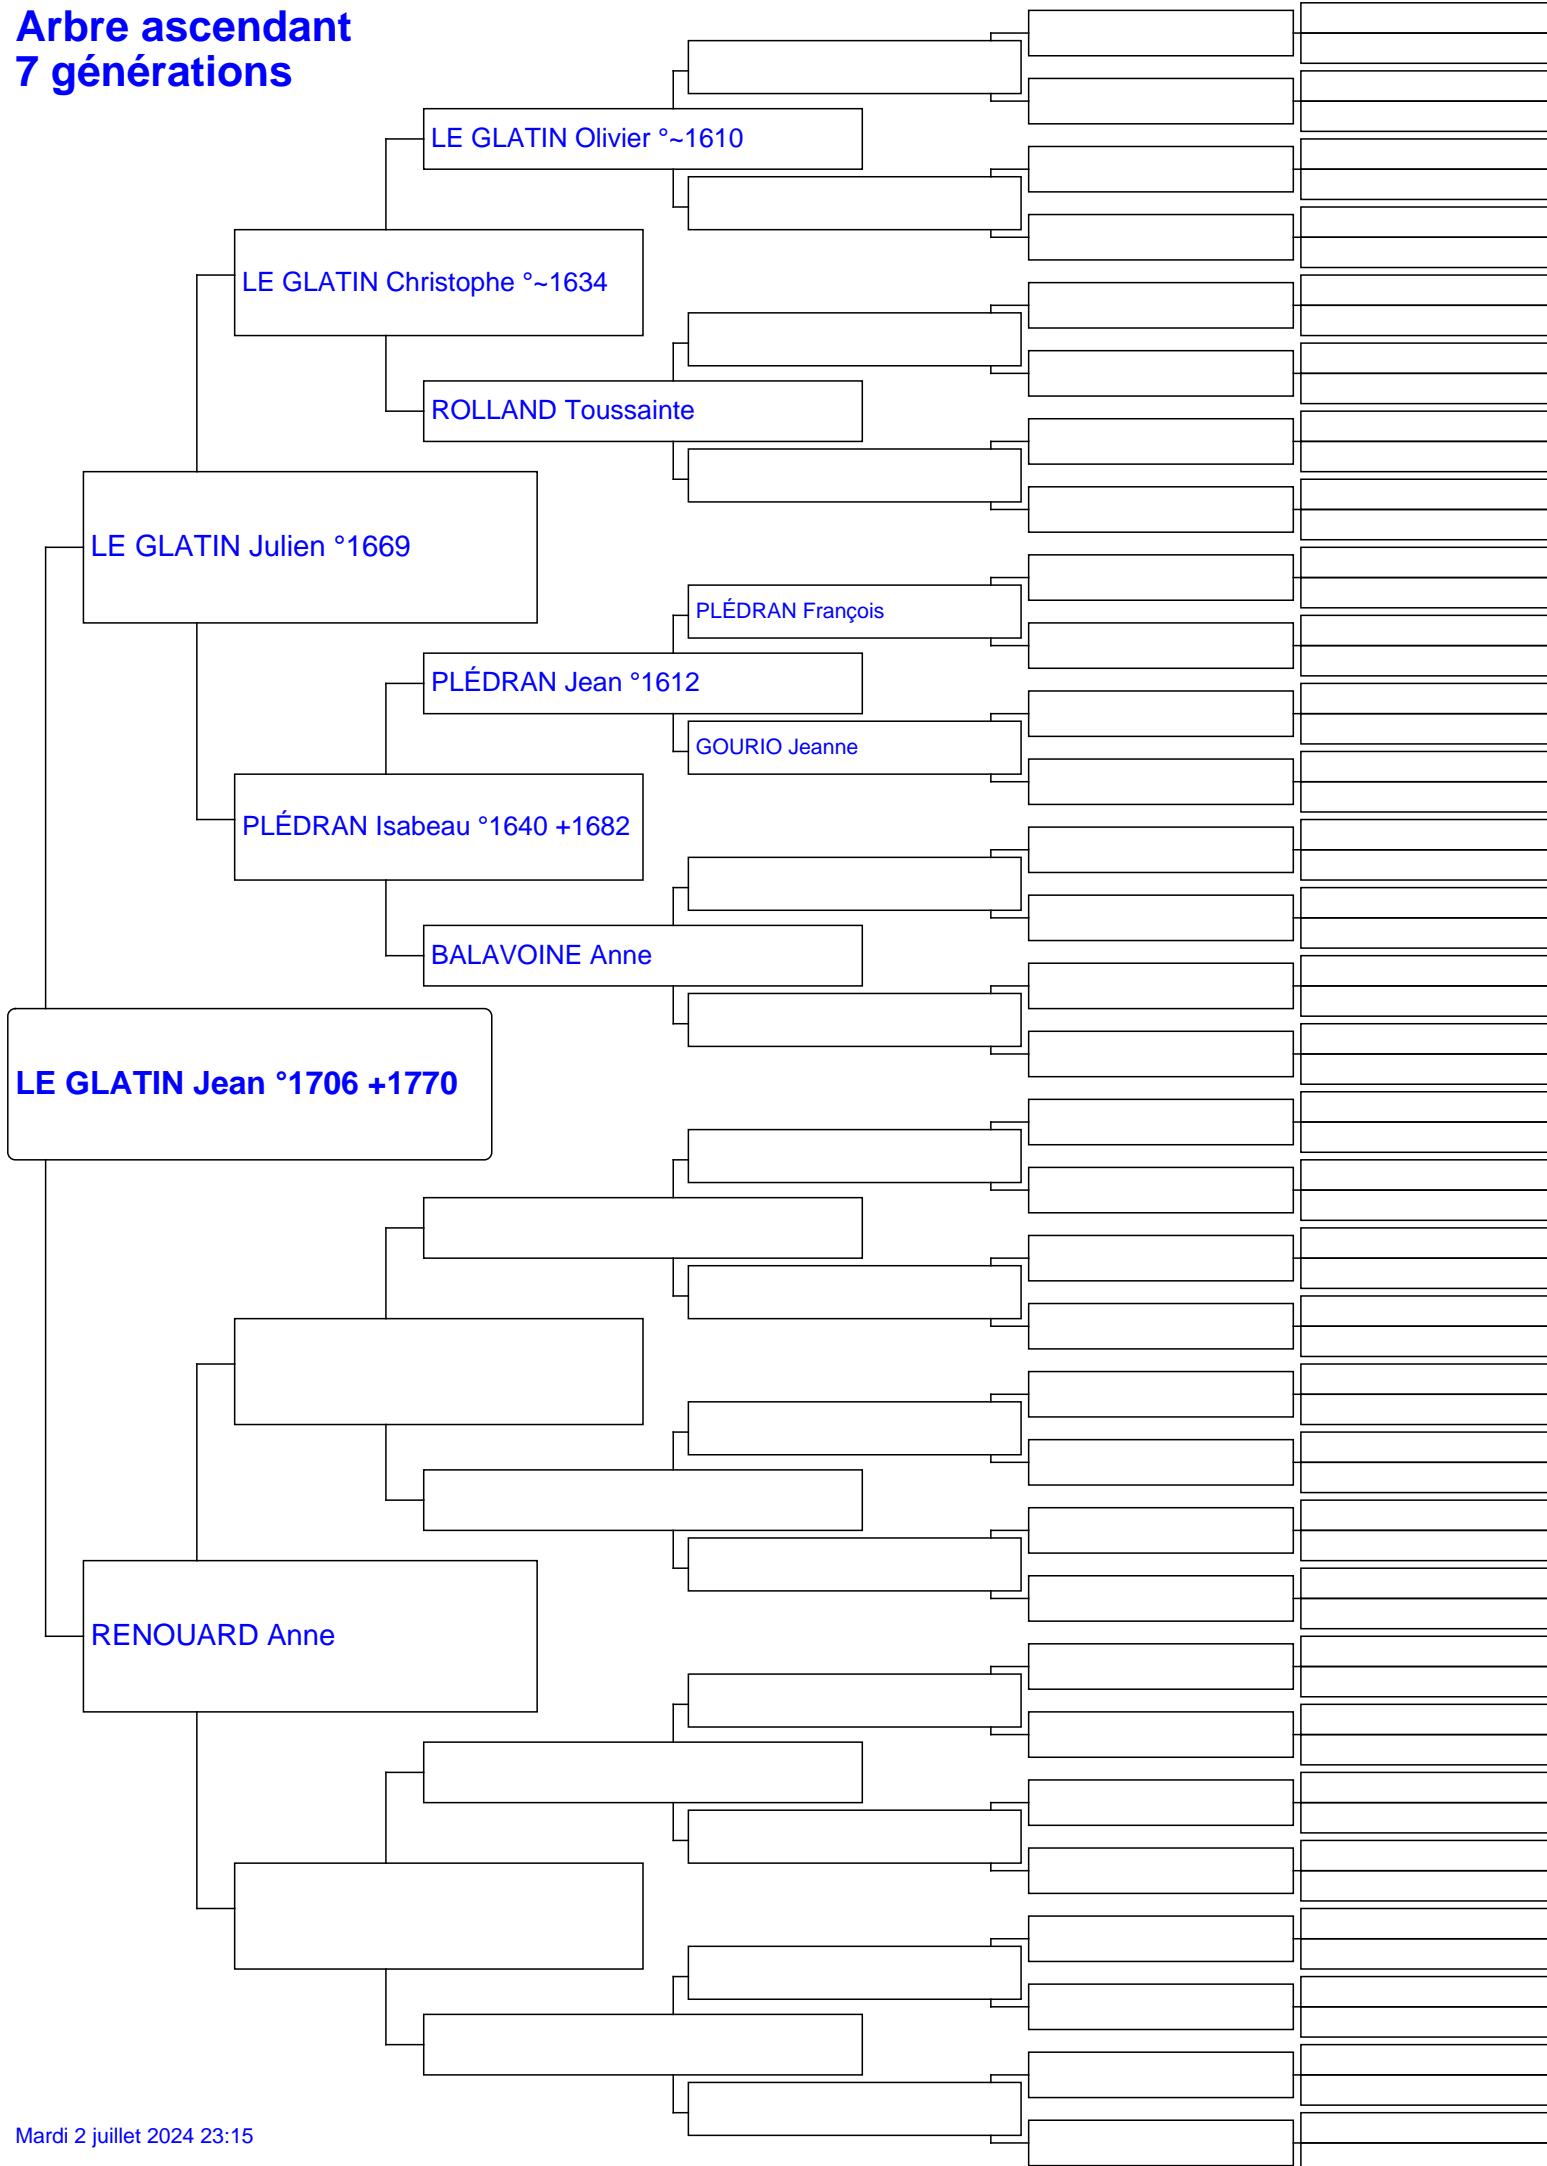 Arbre ascendant
7 générations
LE GLATIN Olivier °~1610
LE GLATIN Christophe °~1634
ROLLAND Toussainte
LE GLATIN Julien °1669
PLÉDRAN François
PLÉDRAN Jean °1612
GOURIO Jeanne
PLÉDRAN Isabeau °1640 +1682
BALAVOINE Anne
LE GLATIN Jean °1706 +1770
RENOUARD Anne
Mardi 2 juillet 2024 23:15